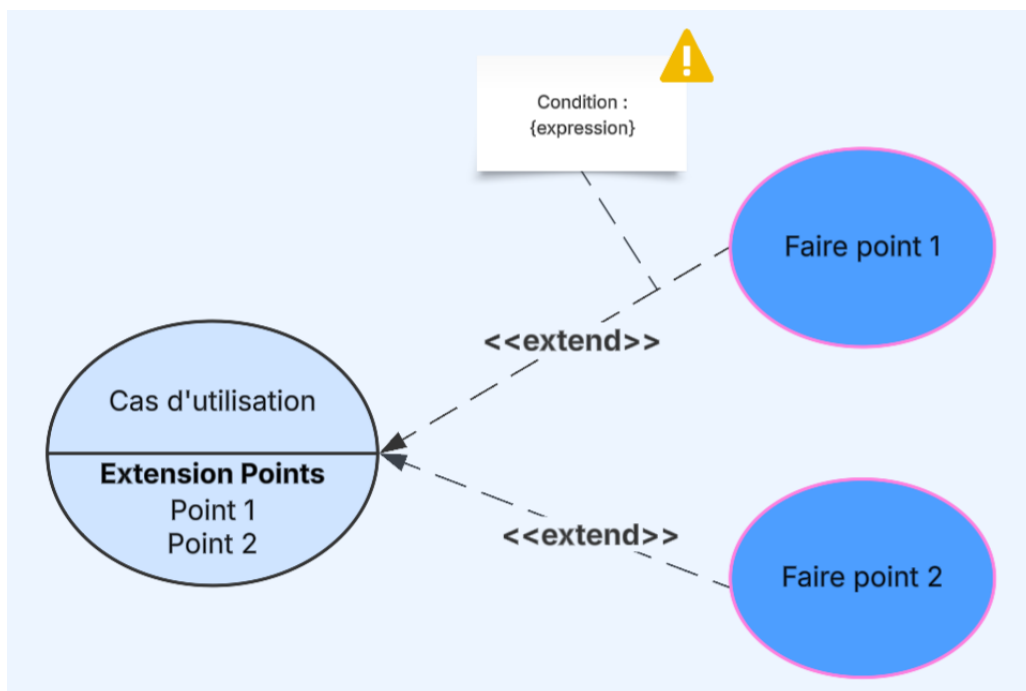 Condition :
{expression}
Faire point 1
<<extend>>
Cas d'utilisation
Extension Points
Point 1
Point 2
<<extend>>
Faire point 2